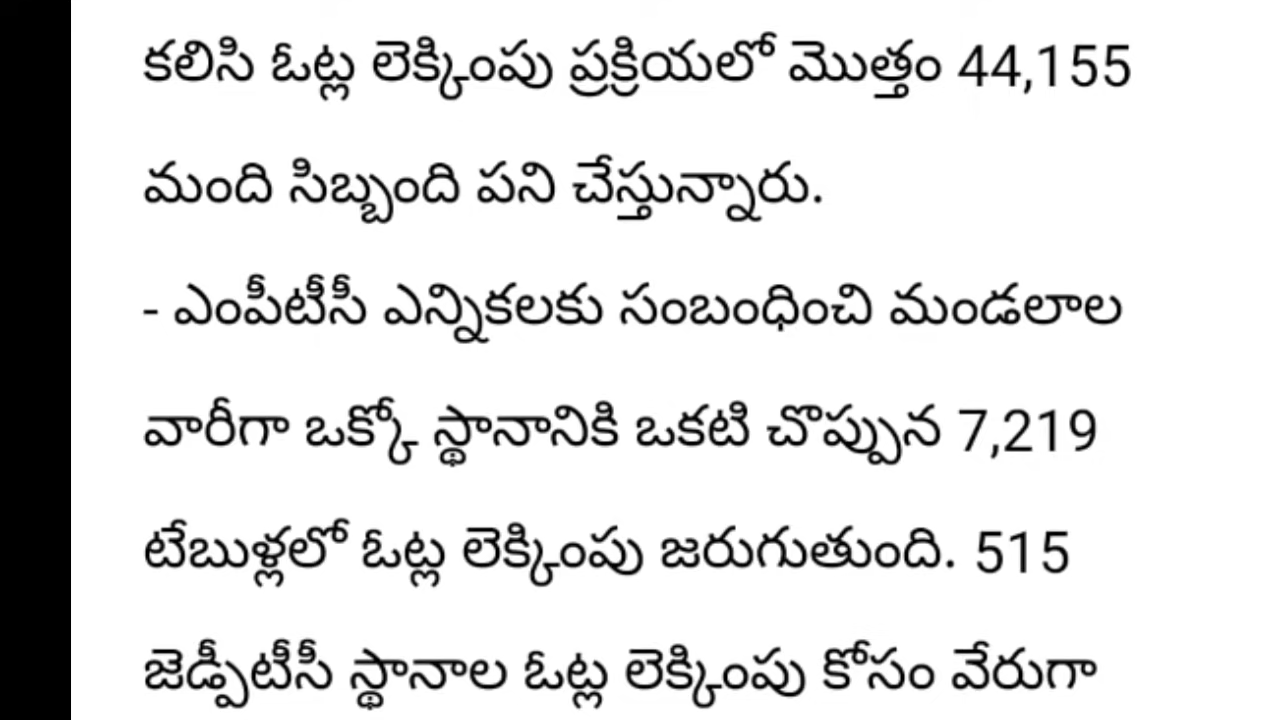 కలిసి ఓట్ల లెక్కింపు ప్రక్రియలో మొత్తం 44,155
మంది సిబ్బంది పని చేస్తున్నారు.
- ఎంపీటీసీ ఎన్నికలకు సంబంధించి మండలాల
వారీగా ఒక్కో స్థానానికి ఒకటి చొప్పున 7,219
టేబుళ్లలో ఓట్ల లెక్కింపు జరుగుతుంది. 515
జెడ్పీటీసీ స్థానాల ఓట్ల లెక్కింపు కోసం వేరుగా